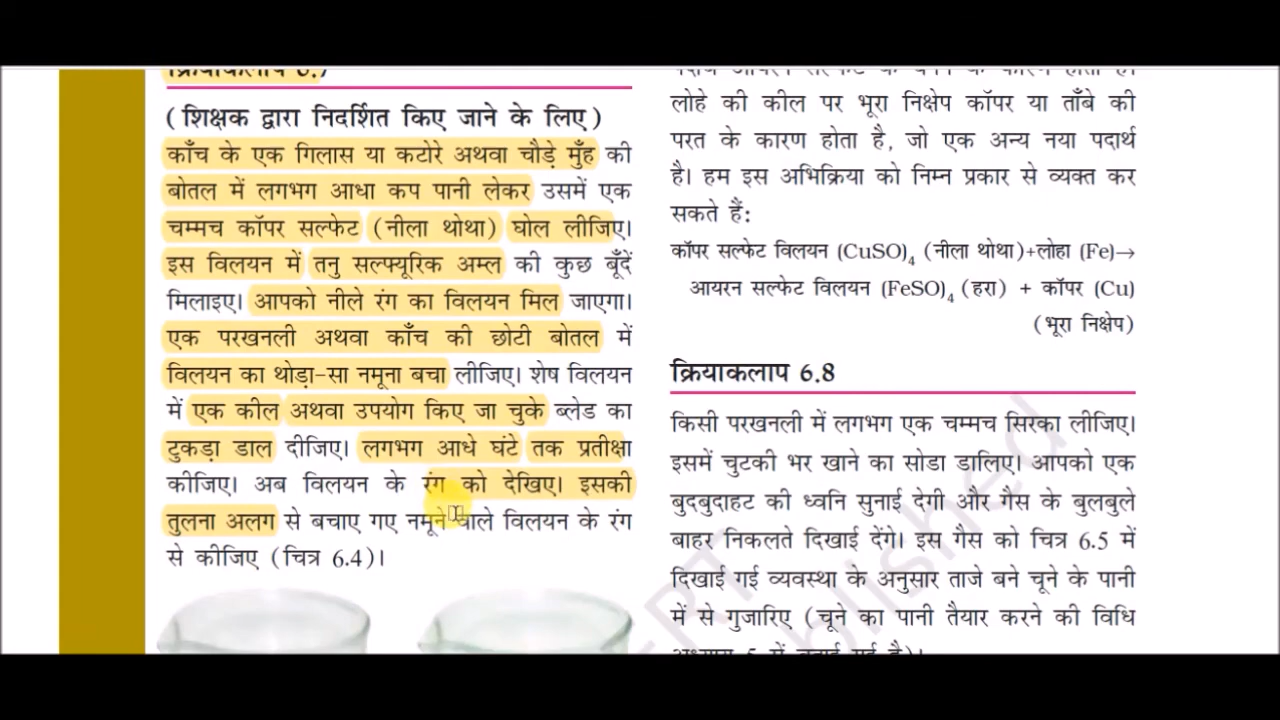 क्रियाकलाप 6.7
(शिक्षक द्वारा निदर्शित किए जाने के लिए)
काँच के एक गिलास या कटोरे अथवा चौड़े मुँह की
बोतल में लगभग आधा कप पानी लेकर उसमें एक
चम्मच कॉपर सल्फेट (नीला थोथा) घोल लीजिए।
इस विलयन में तनु सल्फ्यूरिक अम्ल की कुछ बूँदें
मिलाइए। आपको नीले रंग का विलयन मिल जाएगा।
एक परखनली अथवा काँच की छोटी बोतल में
विलयन का थोड़ा-सा नमूना बचा लीजिए। शेष विलयन
में एक कील अथवा उपयोग किए जा चुके ब्लेड का
टुकड़ा डाल दीजिए। लगभग आधे घंटे तक प्रतीक्षा
कीजिए। अब विलयन के रंग को देखिए। इसकी
तुलना अलग से बचाए गए नमूने वाले विलयन के रंग
से कीजिए (चित्र 6.4)।
लोहे की कील पर भूरा निक्षेप कॉपर या ताँबे की
परत के कारण होता है, जो एक अन्य नया पदार्थ
है। हम इस अभिक्रिया को निम्न प्रकार से व्यक्त कर
सकते हैं:
कॉपर सल्फेट विलयन (CuSO)₄ (नीला थोथा)+लोहा (Fe)→
आयरन सल्फेट विलयन (FeSO)₄ (हरा) + कॉपर (Cu)
(भूरा निक्षेप)
क्रियाकलाप 6.8
किसी परखनली में लगभग एक चम्मच सिरका लीजिए।
इसमें चुटकी भर खाने का सोडा डालिए। आपको एक
बुदबुदाहट की ध्वनि सुनाई देगी और गैस के बुलबुले
बाहर निकलते दिखाई देंगे। इस गैस को चित्र 6.5 में
दिखाई गई व्यवस्था के अनुसार ताजे बने चूने के पानी
में से गुजारिए (चूने का पानी तैयार करने की विधि